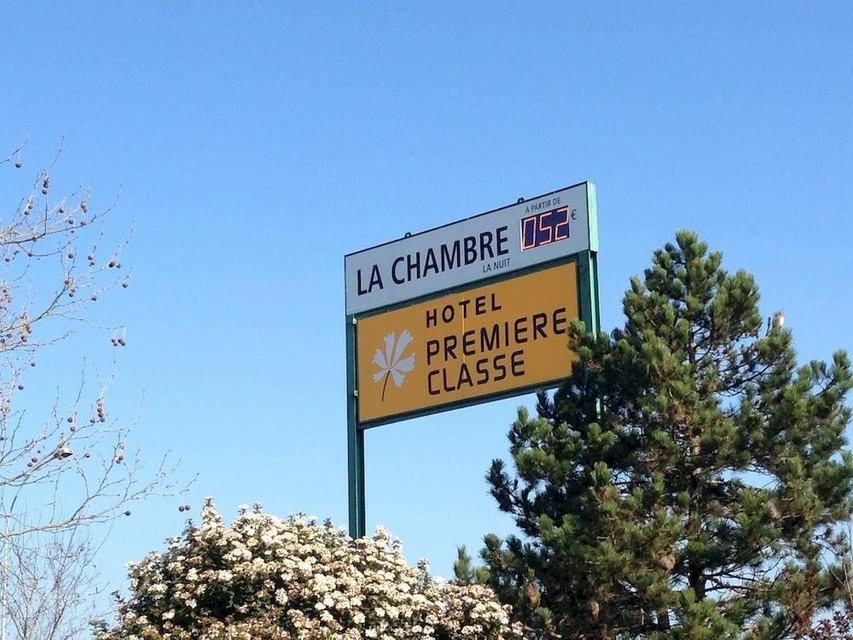 À PARTIR DE
LA CHAMBRE 052 €
LA NUIT
HOTEL
PREMIERE
CLASSE